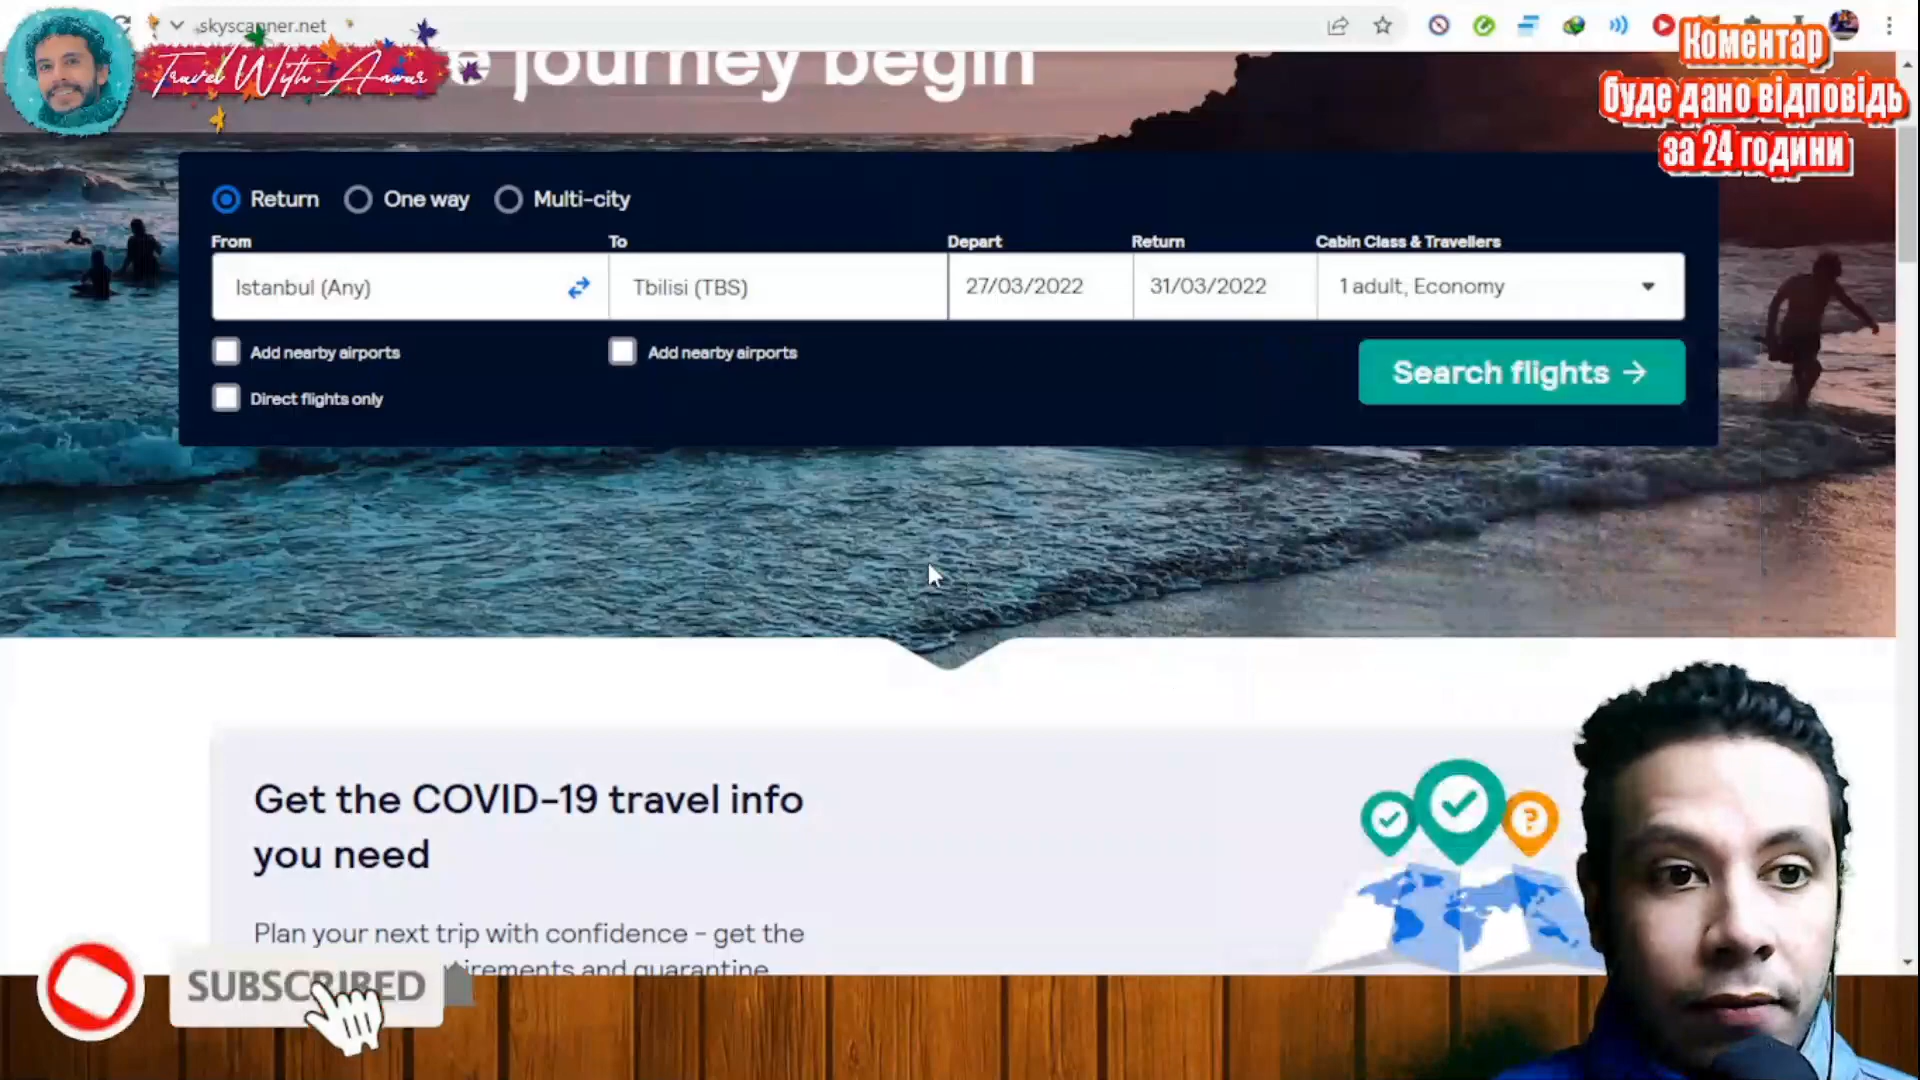 skyscanner.net
Travel With Anwar
e journey begin
Коментар
буде дано відповідь
за 24 години
Return
One way
Multi-city
From
To
Depart
Return
Cabin Class & Travellers
Istanbul (Any)
Tbilisi (TBS)
27/03/2022
31/03/2022
1 adult, Economy
Add nearby airports
Add nearby airports
Direct flights only
Search flights
Get the COVID-19 travel info
you need
Plan your next trip with confidence - get the
irements and quarantine
SUBSCRIBED